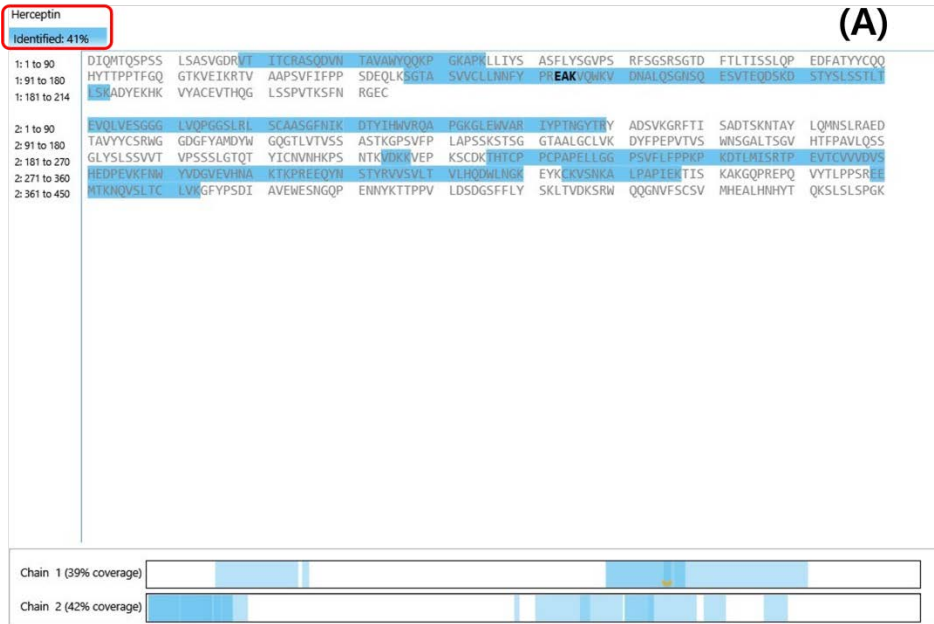 Herceptin
(A)
Identified: 41%
1: 1 to 90 DIQMTQSPSS LSASVGDRVT ITCRASQDVN TAVAWYQQKP GKAPKLLIYS ASFLYSGVPS RFSGSRSGTD FTLTISSLQP EDFATYYCQQ
1: 91 to 180 HYTTPPTFGQ GTKVEIKRTV AAPSVFIFPP SDEQLKSGTA SVVCLLNNFY PREAKVQWKV DNALQSGNSQ ESVTEQDSKD STYSLSSTLT
1: 181 to 214 LSKADYEKHK VYACEVTHQG LSSPVTKSFN RGEC
2: 1 to 90 EVQLVESGGG LVQPGGSLRL SCAASGFNIK DTYIHWVRQA PGKGLEWVAR IYPTNGYTRY ADSVKGRFTI SADTSKNTAY LQMNSLRAED
2: 91 to 180 TAVYYCSRWG GDGFYAMDYW GQGTLVTVSS ASTKGPSVFP LAPSSKSTSG GTAALGCLVK DYFPEPVTVS WNSGALTSGV HTFPAVLQSS
2: 181 to 270 GLYSLSSVVT VPSSSLGTQT YICNVNHKPS NTKVDKKVEP KSCDKTHTCP PCPAPELLGG PSVFLFPPKP KDTLMISRTP EVTCVVVDVS
2: 271 to 360 HEDPEVKFNW YVDGVEVHNA KTKPREEQYN STYRVVSVLT VLHQDWLNGK EYKCKVSNKA LPAPIEKTIS KAKGQPREPQ VYTLPPSREE
2: 361 to 450 MTKNQVSLTC LVKGFYPSDI AVEWESNGQP ENNYKTTPPV LDSDGSFFLY SKLTVDKSRW QQGNVFSCSV MHEALHNHYT QKSLSLSPGK
Chain 1 (39% coverage)
Chain 2 (42% coverage)